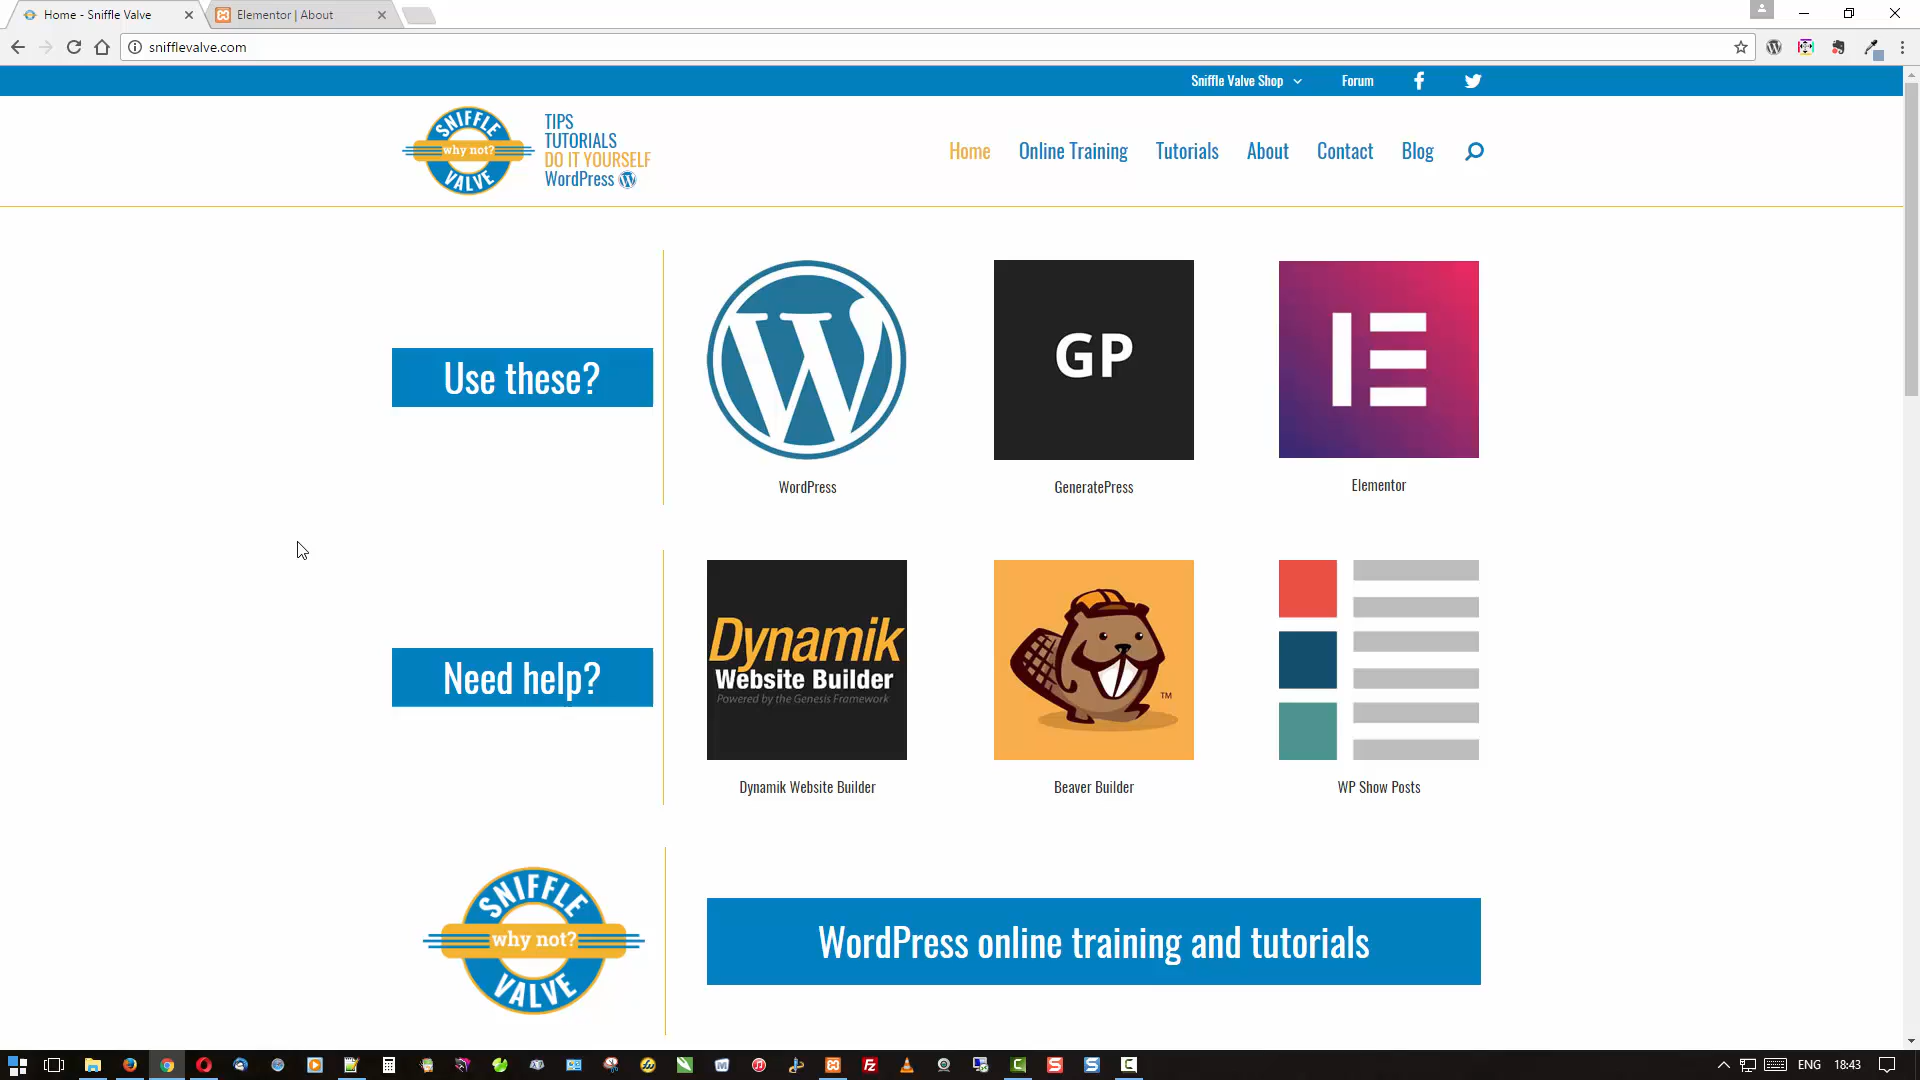 Home - Sniffle Valve
Elementor | About
snifflevalve.com
Sniffle Valve Shop
Forum
SNIFFLE
why not?
VALVE
TIPS
TUTORIALS
DO IT YOURSELF
WordPress
Home
Online Training
Tutorials
About
Contact
Blog
Use these?
W
GP
WordPress
GeneratePress
Elementor
Need help?
Dynamik
Website Builder
Powered by the Genesis Framework
TM
Dynamik Website Builder
Beaver Builder
WP Show Posts
SNIFFLE
why not?
VALVE
WordPress online training and tutorials
ENG
18:43